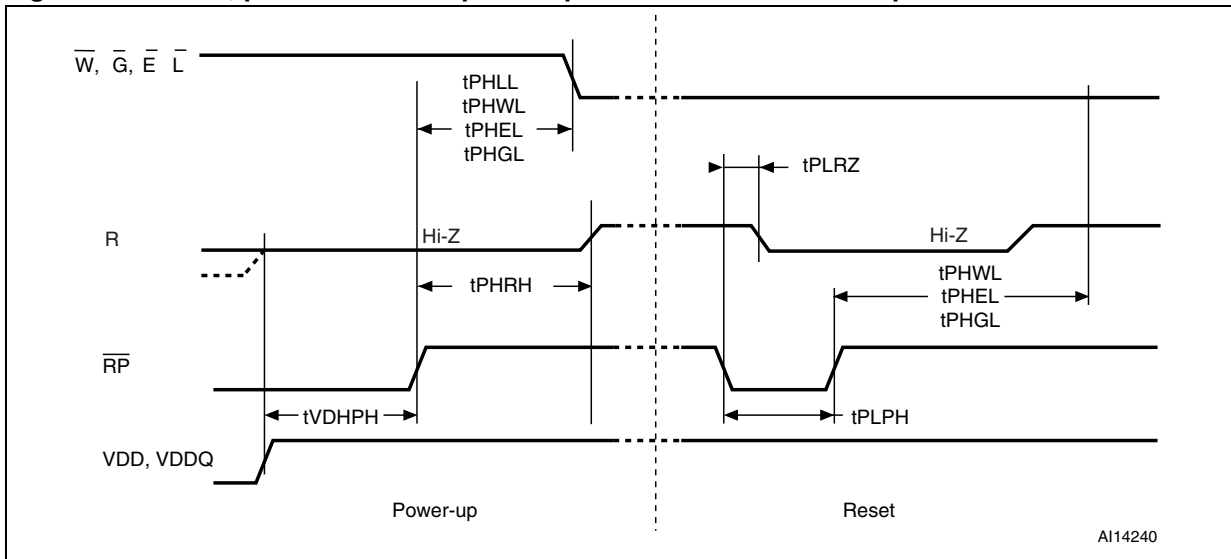 W, G, E L
tPHLL
tPHWL
tPHEL
tPHGL
tPLRZ
R
Hi-Z
Hi-Z
tPHRH
tPHWL
tPHEL
tPHGL
RP
tVDHPH
tPLPH
VDD, VDDQ
Power-up
Reset
AI14240